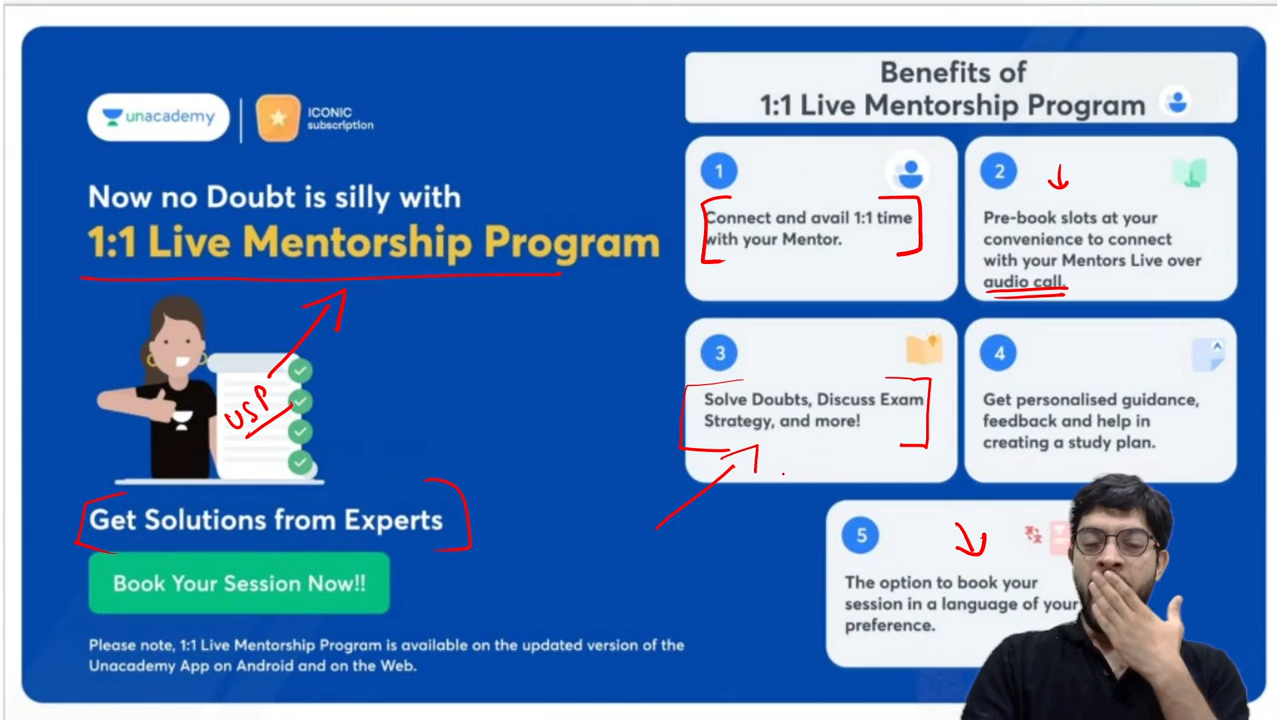 unacademy
ICONIC
subscription
Now no Doubt is silly with
1:1 Live Mentorship Program
USP
Get Solutions from Experts
Book Your Session Now!!
Please note, 1:1 Live Mentorship Program is available on the updated version of the
Unacademy App on Android and on the Web.
Benefits of
1:1 Live Mentorship Program
1
Connect and avail 1:1 time
with your Mentor.
2
Pre-book slots at your
convenience to connect
with your Mentors Live over
audio call.
3
Solve Doubts, Discuss Exam
Strategy, and more!
4
Get personalised guidance,
feedback and help in
creating a study plan.
5
The option to book your
session in a language of your
preference.